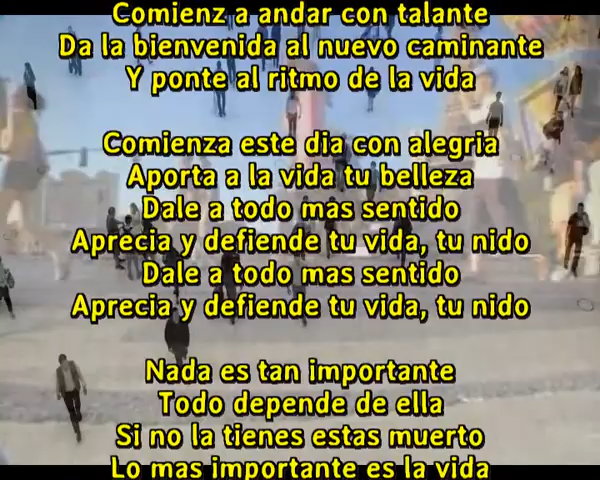 Comienz a andar con talante
Da la bienvenida al nuevo caminante
Y ponte al ritmo de la vida
Comienza este dia con alegria
Aporta a la vida tu belleza
Dale a todo mas sentido
Aprecia y defiende tu vida, tu nido
Dale a todo mas sentido
Aprecia y defiende tu vida, tu nido
Nada es tan importante
Todo depende de ella
Si no la tienes estas muerto
Lo mas importante es la vida